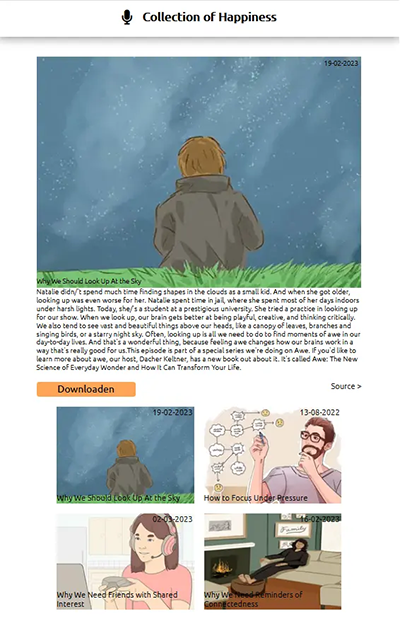 Collection of Happiness
19-02-2023
Why We Should Look Up At the Sky
Natalie didn/'t spend much time finding shapes in the clouds as a small kid. And when she got older,
looking up was even worse for her. Natalie spent time in jail, where she spent most of her days indoors
under harsh lights. Today, she/'s a student at a prestigious university. She tried a practice in looking up
for our show. When we look up, our brain gets better at being playful, creative, and thinking critically.
We also tend to see vast and beautiful things above our heads, like a canopy of leaves, branches and
singing birds, or a starry night sky. Often, looking up is all we need to do to find moments of awe in our
day-to-day lives. And that's a wonderful thing, because feeling awe changes how our brains work in a
way that's really good for us.This episode is part of special series we're doing on Awe. If you'd like to
learn more about awe, our host, Dacher Keltner, has a new book out about it. It's called Awe: The New
Science of Everyday Wonder and How It Can Transform Your Life.
Downloaden
Source >
19-02-2023
Why We Should Look Up At the Sky
13-08-2022
How to Focus Under Pressure
02-03-2023
Why We Need Friends with Shared
Interest
16-02-2023
Family
Why We Need Reminders of
Connectedness